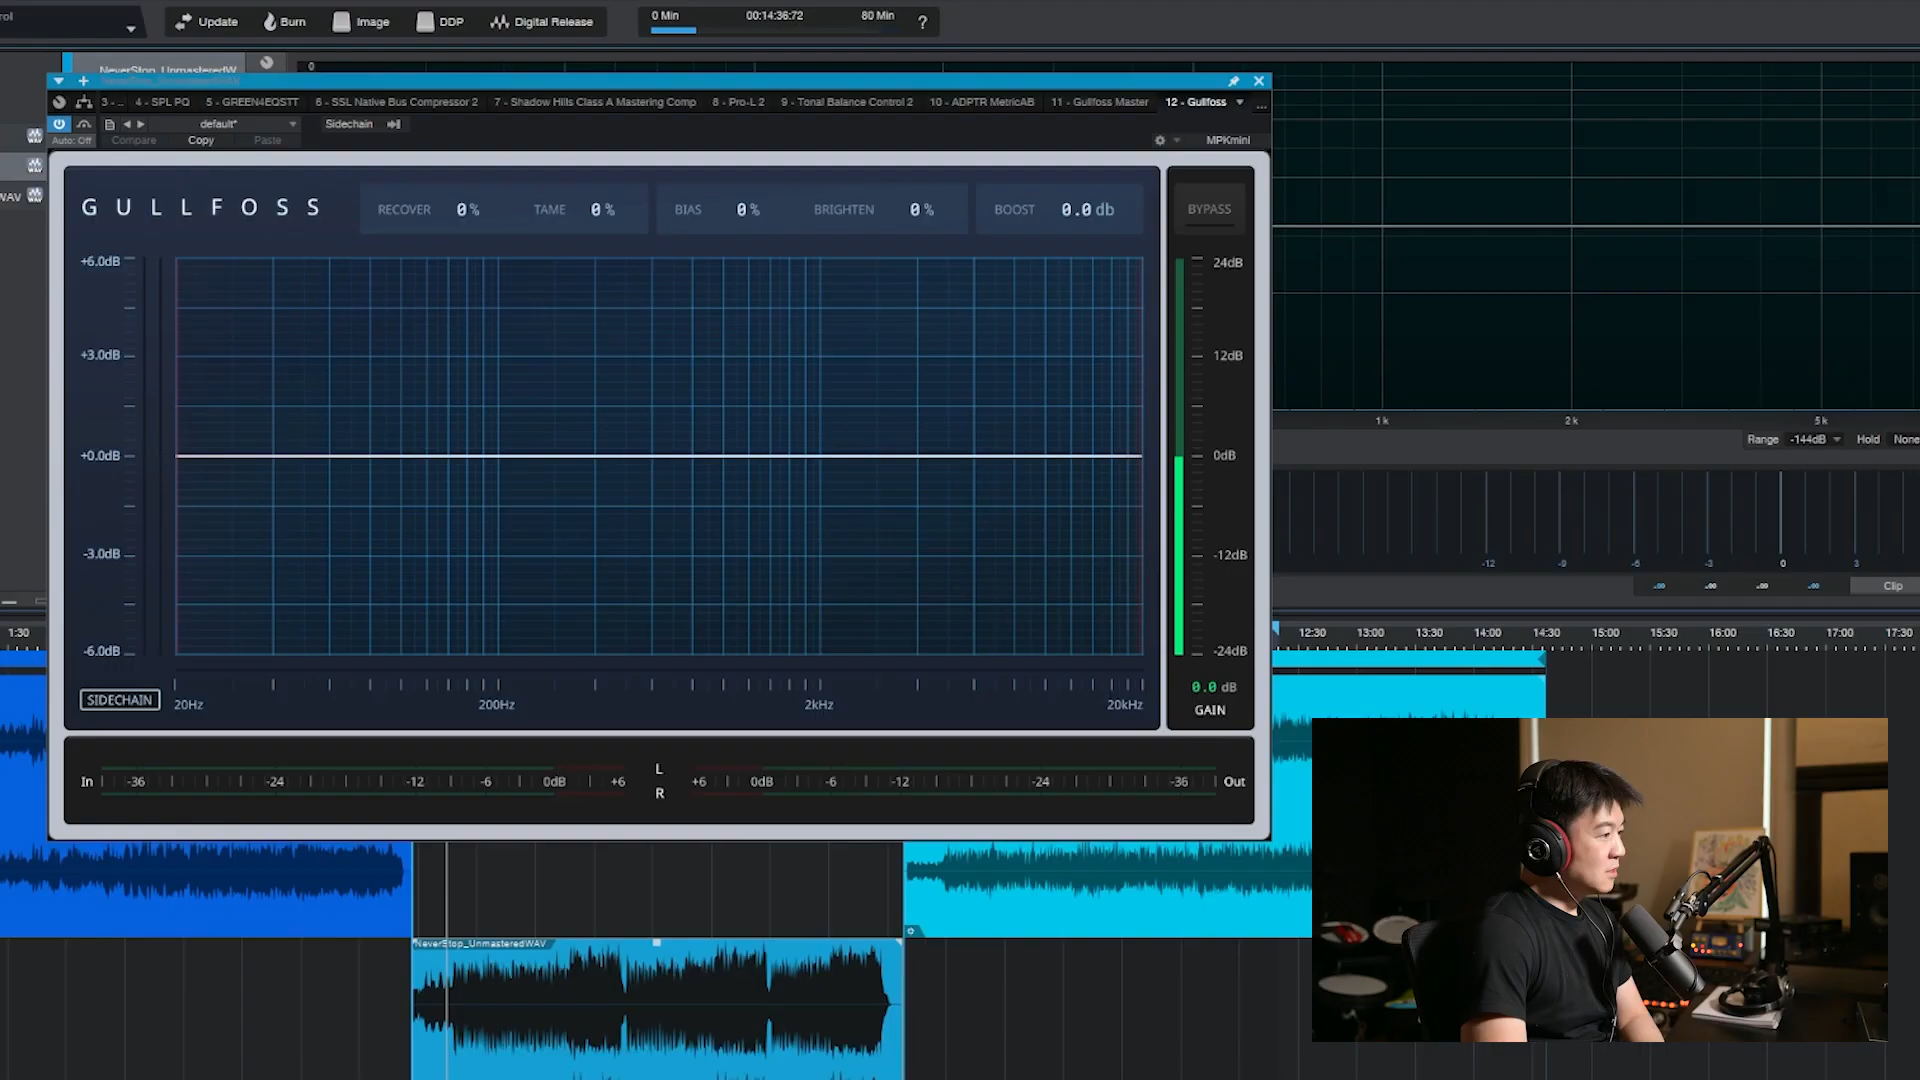 rol
Update
Burn
Image
DDP
Digital Release
0 Min
00:14:36:72
80 Min
?
NeverStop_UnmasteredW
0
3 - ..
4 - SPL PQ
5 - GREEN4EQSTT
6 - SSL Native Bus Compressor 2
7 - Shadow Hills Class A Mastering Comp
8 - Pro-L 2
9 - Tonal Balance Control 2
10 - ADPTR MetricAB
11 - Gullfoss Master
12 - Gullfoss
...
default*
Sidechain
Auto: Off
Compare
Copy
Paste
MPKmini
WAV
GULLFOSS
RECOVER 0%
TAME 0%
BIAS 0%
BRIGHTEN 0%
BOOST 0.0 db
BYPASS
+6.0dB
+3.0dB
+0.0dB
-3.0dB
-6.0dB
24dB
12dB
0dB
-12dB
-24dB
0.0 dB
GAIN
SIDECHAIN
20Hz
200Hz
2kHz
20kHz
In
-36
-24
-12
-6
0dB
+6
L
R
+6
0dB
-6
-12
-24
-36
Out
1k
2k
5k
Range
-144dB
Hold
None
-12
-9
-6
-3
0
3
-∞
-∞
-∞
-∞
Clip
1:30
12:30
13:00
13:30
14:00
14:30
15:00
15:30
16:00
16:30
17:00
17:30
NeverStop_UnmasteredWAV